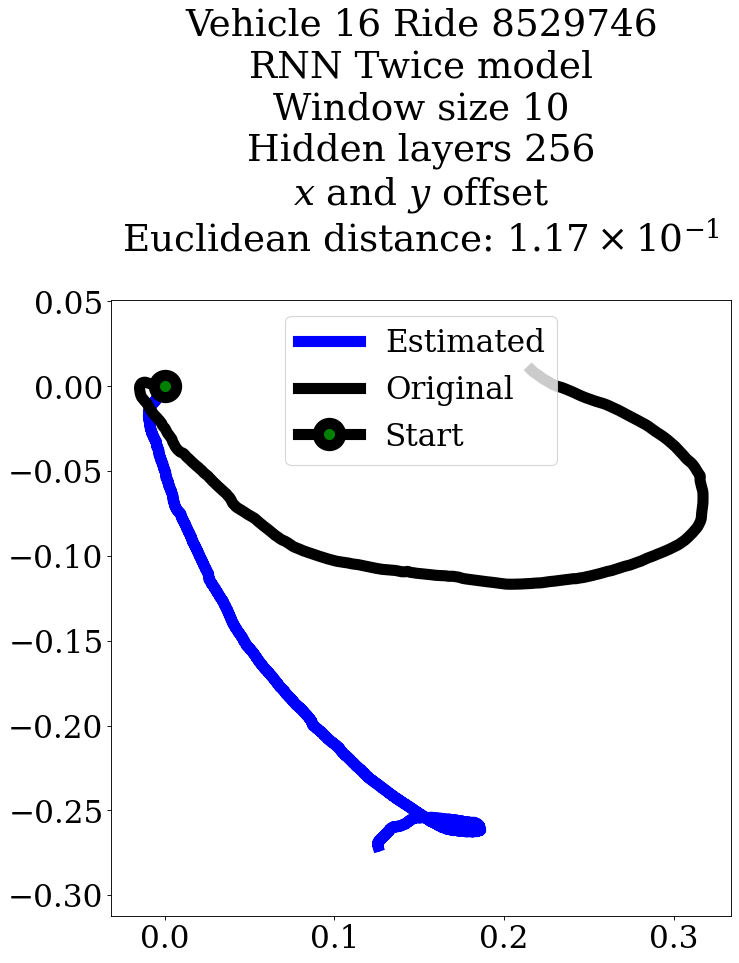 Vehicle 16 Ride 8529746
RNN Twice model
Window size 10
Hidden layers 256
x and y offset
Euclidean distance: 1.17 × 10⁻¹
0.05
0.00
−0.05
−0.10
−0.15
−0.20
−0.25
−0.30
Estimated
Original
Start
0.0 0.1 0.2 0.3